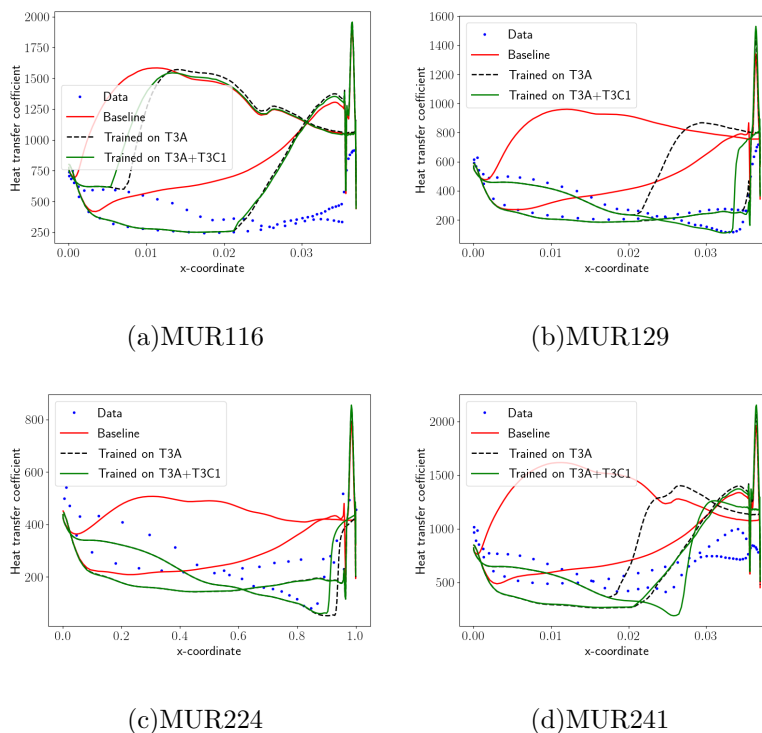 2000
1750
1500
1250
1000
750
500
250
Heat transfer coefficient
Data
Baseline
Trained on T3A
Trained on T3A+T3C1
0.00
0.01
0.02
0.03
x-coordinate
(a)MUR116
1600
1400
1200
1000
800
600
400
200
Heat transfer coefficient
Data
Baseline
Trained on T3A
Trained on T3A+T3C1
0.00
0.01
0.02
0.03
x-coordinate
(b)MUR129
800
600
400
200
Heat transfer coefficient
Data
Baseline
Trained on T3A
Trained on T3A+T3C1
0.0
0.2
0.4
0.6
0.8
1.0
x-coordinate
(c)MUR224
2000
1500
1000
500
Heat transfer coefficient
Data
Baseline
Trained on T3A
Trained on T3A+T3C1
0.00
0.01
0.02
0.03
x-coordinate
(d)MUR241